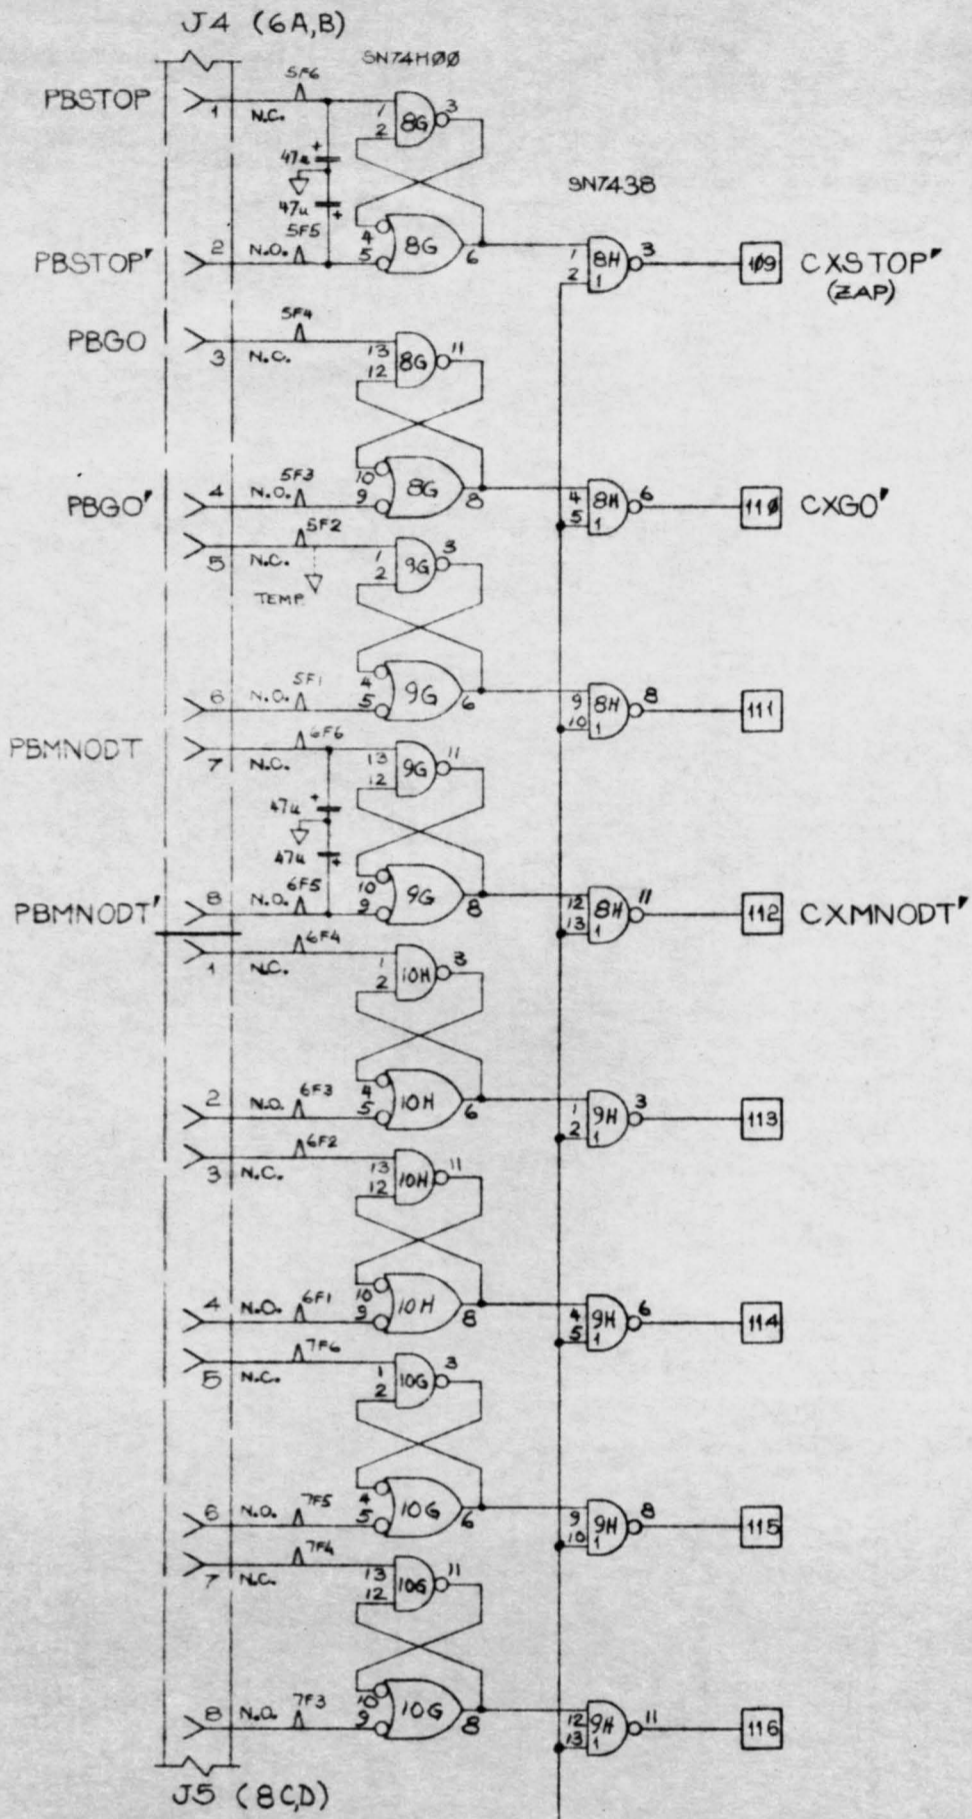 J4 (6A,B)
SN74H00
PBSTOP 1 N.C. 5F6 1 2 8G 3
47u +
47u +
SN7438
PBSTOP' 2 N.O. 5F5 4 5 8G 6 1 2 8H 1 3 109 CXSTOP'
(ZAP)
PBGO 3 N.C. 5F4 13 12 8G 11
PBGO' 4 N.O. 5F3 10 9 8G 8 4 5 8H 1 6 110 CXGO'
5 N.C. 5F2 1 2 9G 3
TEMP.
6 N.O. 5F1 4 5 9G 6 9 10 8H 1 8 111
PBMNODT 7 N.C. 6F6 13 12 9G 11
47u +
47u +
PBMNODT' 8 N.O. 6F5 10 9 9G 8 12 13 8H 1 11 112 CXMNODT'
1 N.C. 6F4 1 2 10H 3
2 N.O. 6F3 4 5 10H 6 1 2 9H 1 3 113
3 N.C. 6F2 13 12 10H 11
4 N.O. 6F1 10 9 10H 8 4 5 9H 1 6 114
5 N.C. 7F6 1 2 10G 3
6 N.O. 7F5 4 5 10G 6 9 10 9H 1 8 115
7 N.C. 7F4 13 12 10G 11
8 N.O. 7F3 10 9 10G 8 12 13 9H 1 11 116
J5 (8C,D)